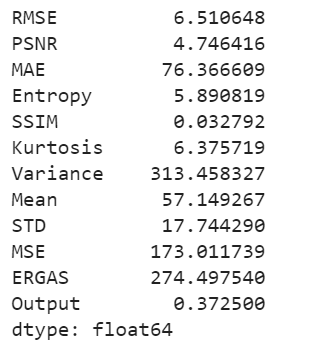 RMSE 6.510648
PSNR 4.746416
MAE 76.366609
Entropy 5.890819
SSIM 0.032792
Kurtosis 6.375719
Variance 313.458327
Mean 57.149267
STD 17.744290
MSE 173.011739
ERGAS 274.497540
Output 0.372500
dtype: float64